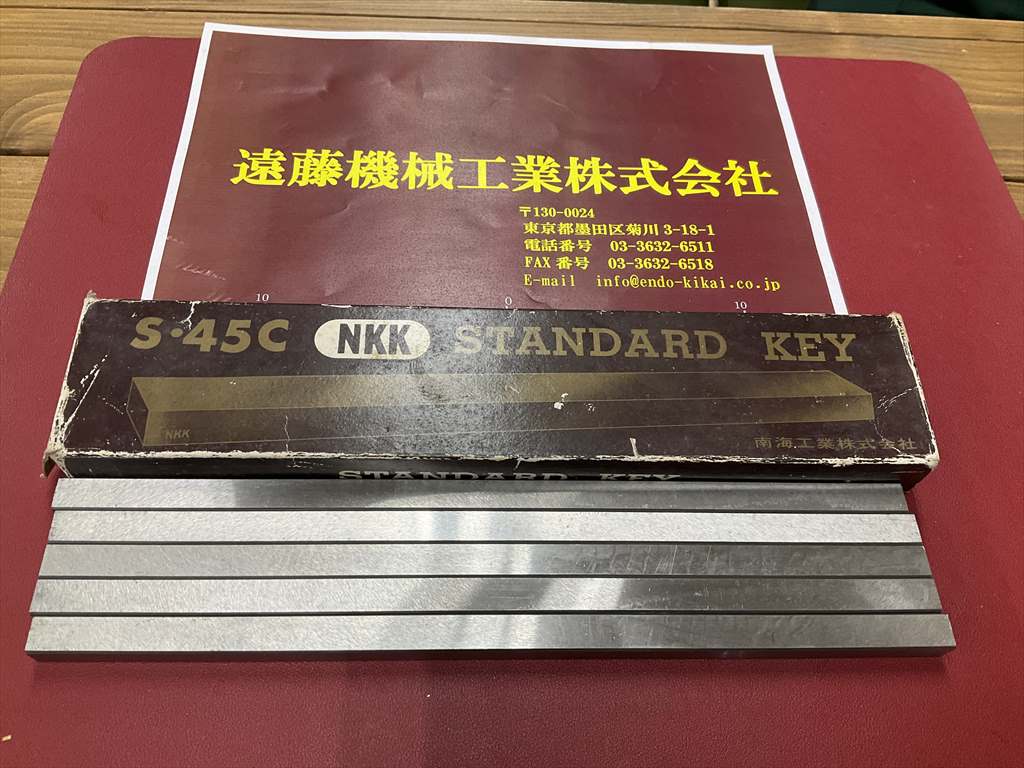 遠藤機械工業株式会社
〒130-0024
東京都墨田区菊川3-18-1
電話番号 03-3632-6511
FAX番号 03-3632-6518
E-mail info@endo-kikai.co.jp
10 0 10
S・45C NKK STANDARD KEY
NKK
南海工業株式会社
STANDARD KEY